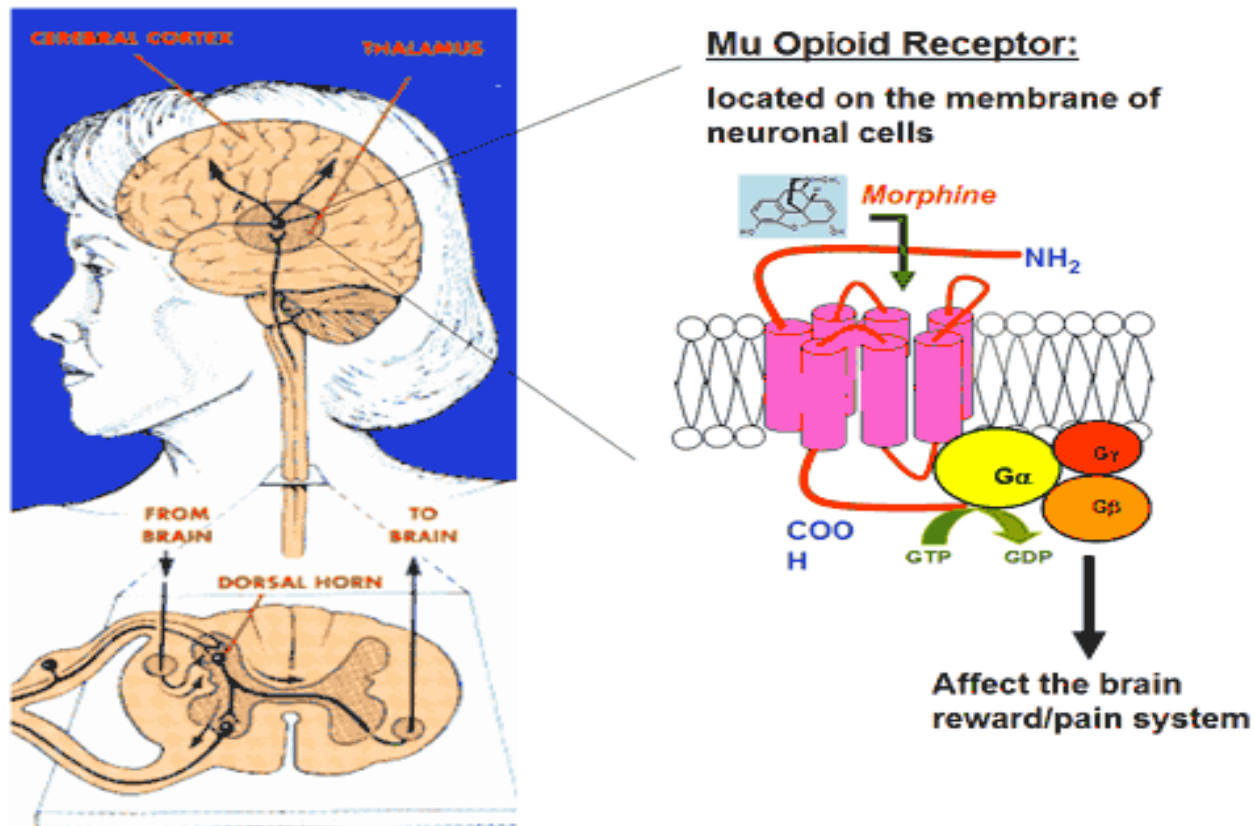 CEREBRAL CORTEX
THALAMUS
FROM
BRAIN
TO
BRAIN
DORSAL HORN
Mu Opioid Receptor:
located on the membrane of
neuronal cells
Morphine
NH₂
Gα
Gγ
Gβ
COO
H
GTP
GDP
Affect the brain
reward/pain system